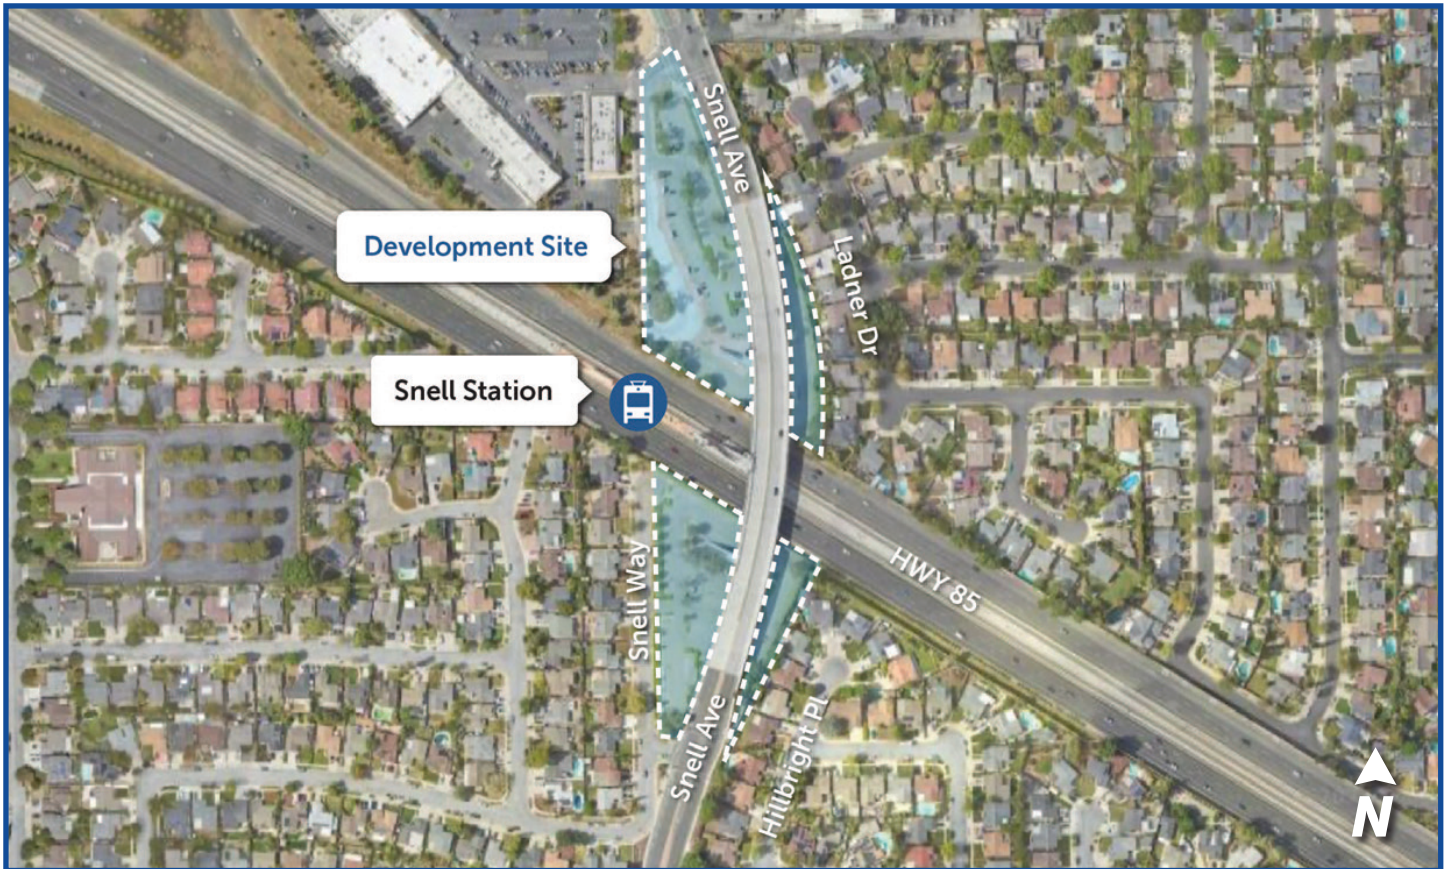 Snell Ave
Development Site
Ladner Dr
Snell Station
HWY 85
Snell Way
Snell Ave
Hillbright PL
N